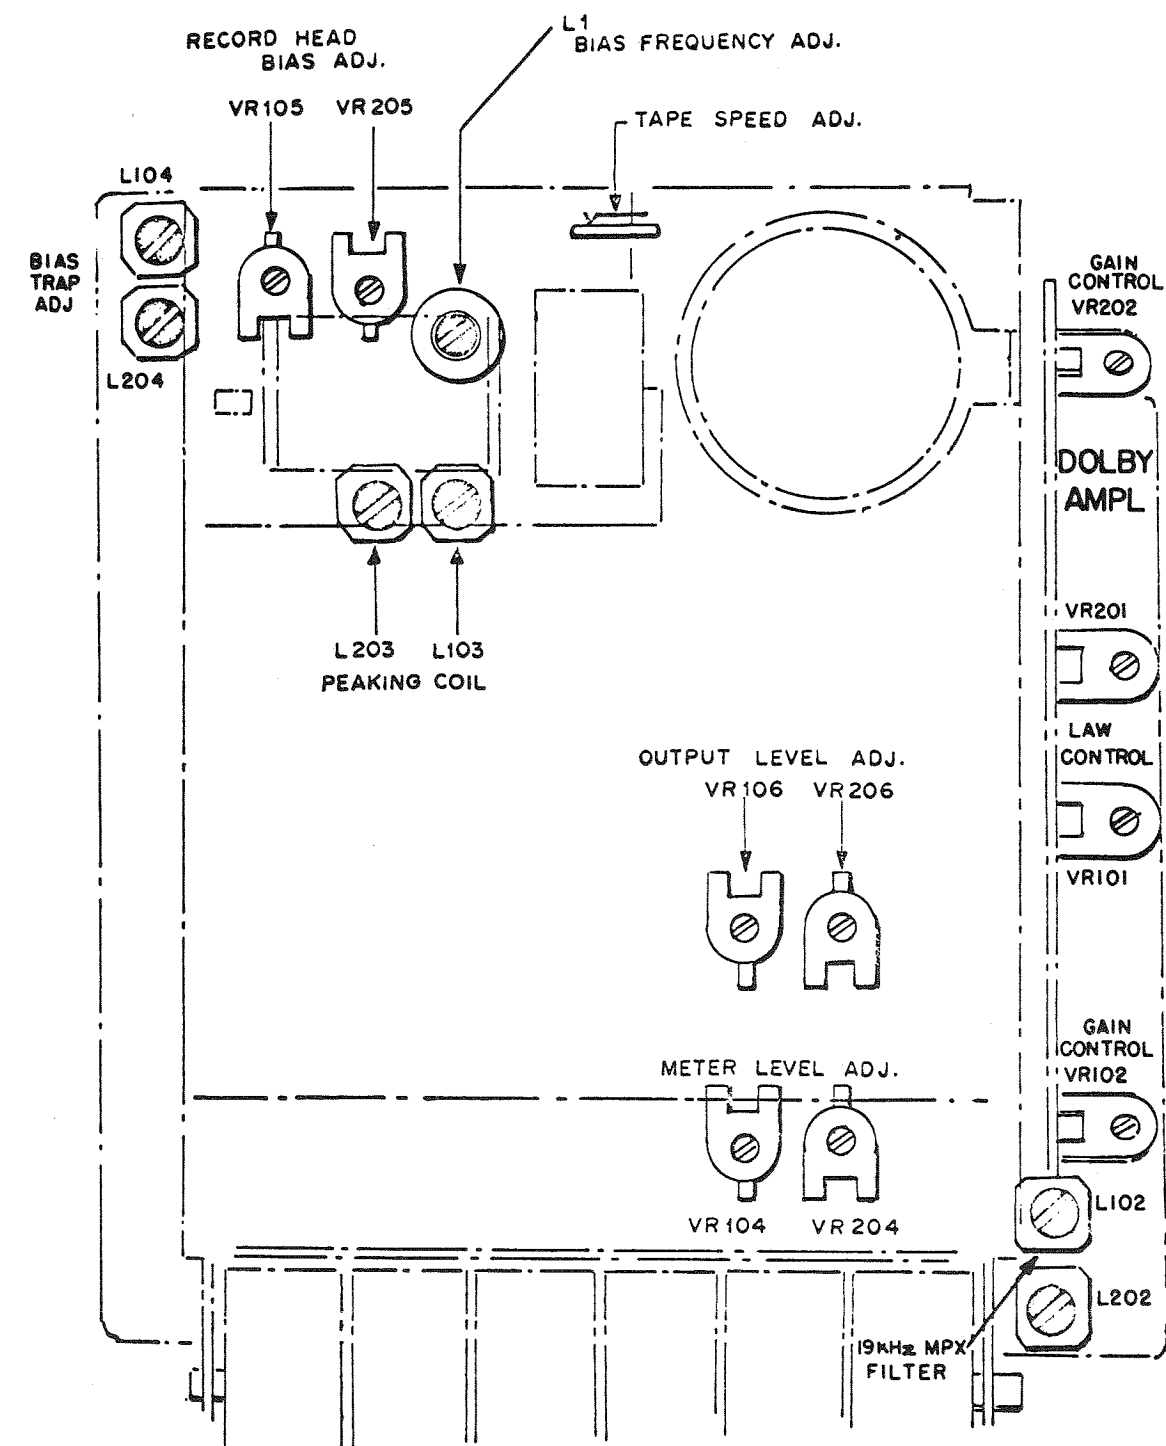 RECORD HEAD
BIAS ADJ.
VR105 VR205
L1
BIAS FREQUENCY ADJ.
TAPE SPEED ADJ.
L104
BIAS
TRAP
ADJ
L204
GAIN
CONTROL
VR202
DOLBY
AMPL
L203 L103
PEAKING COIL
VR201
LAW
CONTROL
VR101
OUTPUT LEVEL ADJ.
VR106 VR206
GAIN
CONTROL
VR102
METER LEVEL ADJ.
VR104 VR204
L102
L202
19KHz MPX
FILTER